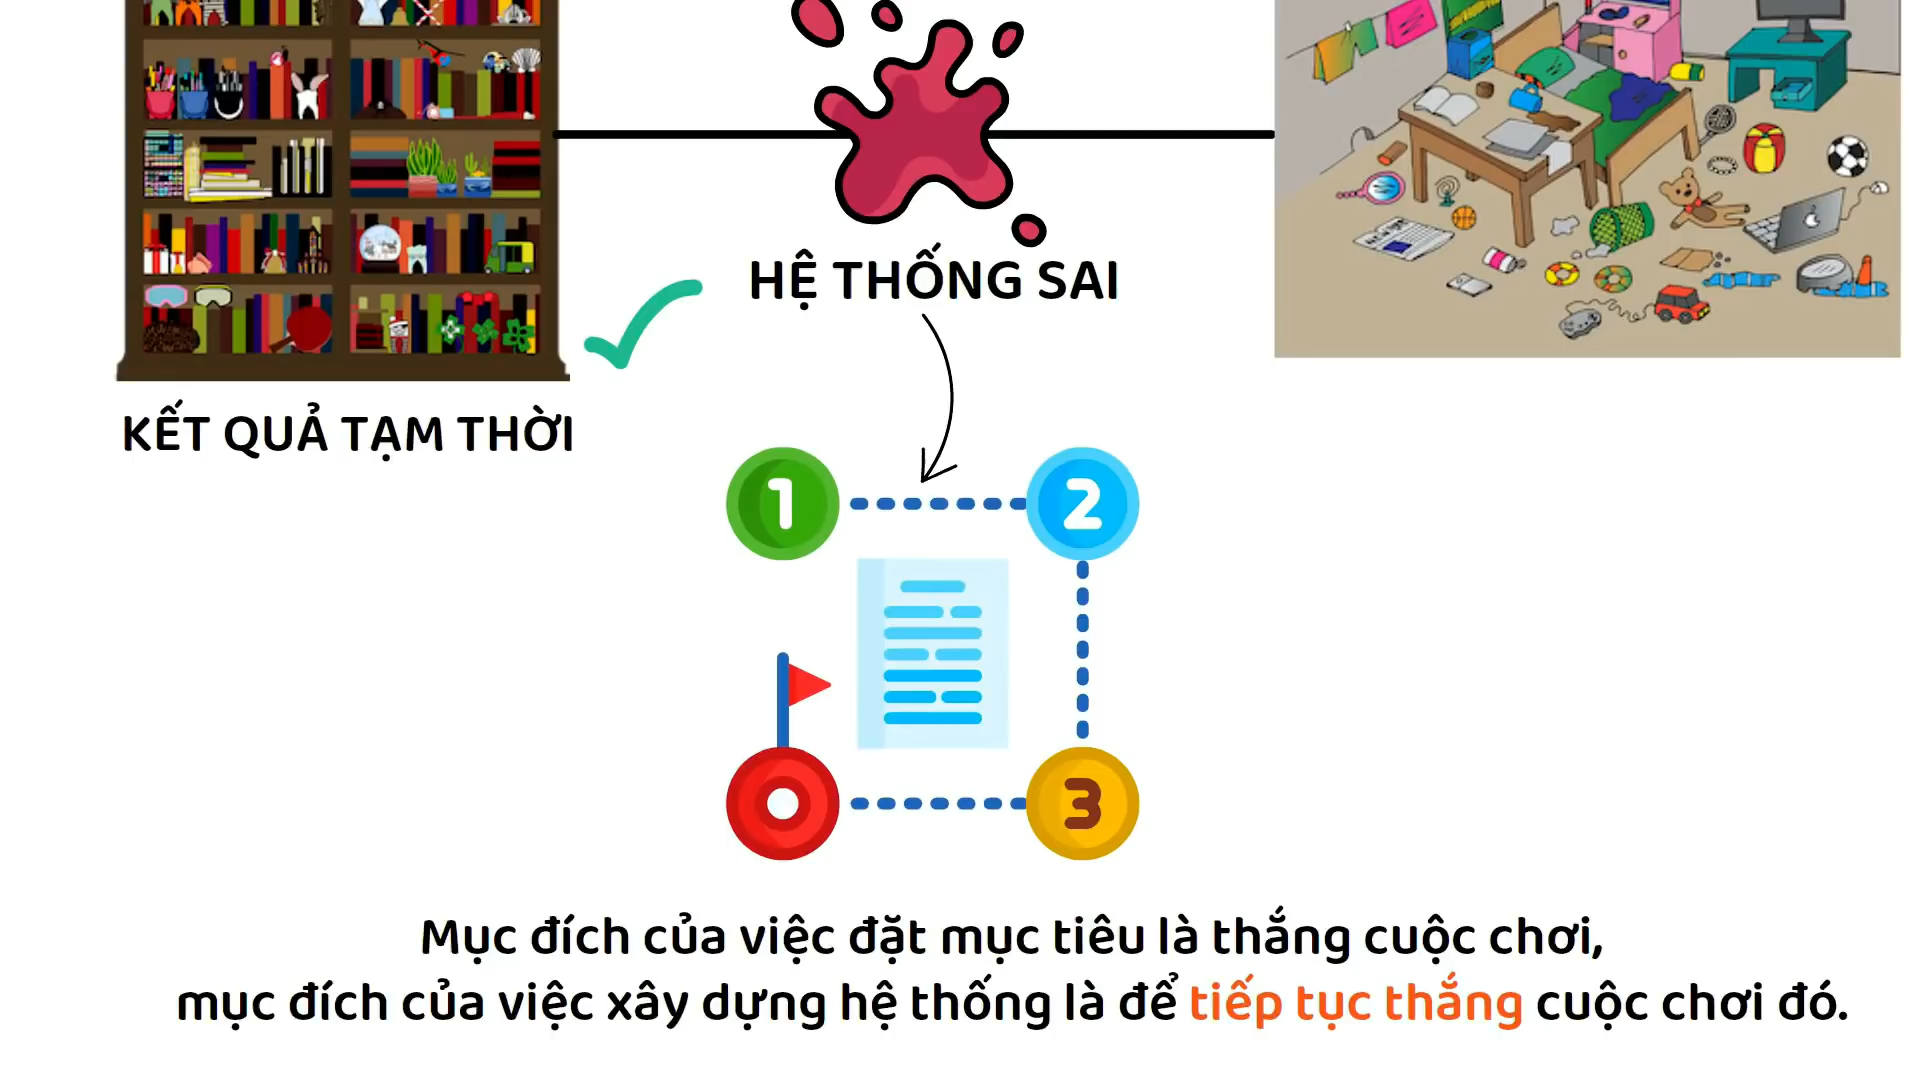 HỆ THỐNG SAI
KẾT QUẢ TẠM THỜI
1
2
3
Mục đích của việc đặt mục tiêu là thắng cuộc chơi,
mục đích của việc xây dựng hệ thống là để tiếp tục thắng cuộc chơi đó.